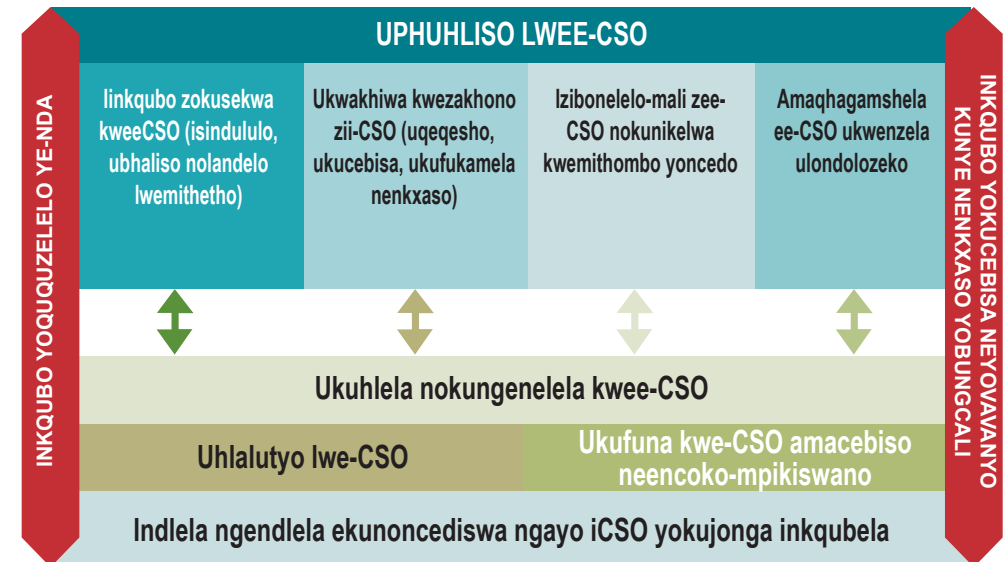 UPHUHLISO LWEE-CSO
Iinkqubo zokusekwa
kweeCSO (isindululo,
ubhaliso nolandelo
lwemithetho)
Ukwakhiwa kwezakhono
zii-CSO (uqeqesho,
ukucebisa, ukufukamela
nenkxaso)
Izibonelelo-mali zee-
CSO nokunikelwa
kwemithombo yoncedo
Amaqhagamshela
ee-CSO ukwenzela
ulondolozeko
Ukuhlela nokungenelela kwee-CSO
Uhlalutyo lwe-CSO
Ukufuna kwe-CSO amacebiso
neencoko-mpikiswano
Indlela ngendlela ekunoncediswa ngayo iCSO yokujonga inkqubela
INKQUBO YOQUQUZELELO YE-NDA
INKQUBO YOKUCEBISA NEYOVAVANYO
KUNYE NENKXASO YOBUNGCALI